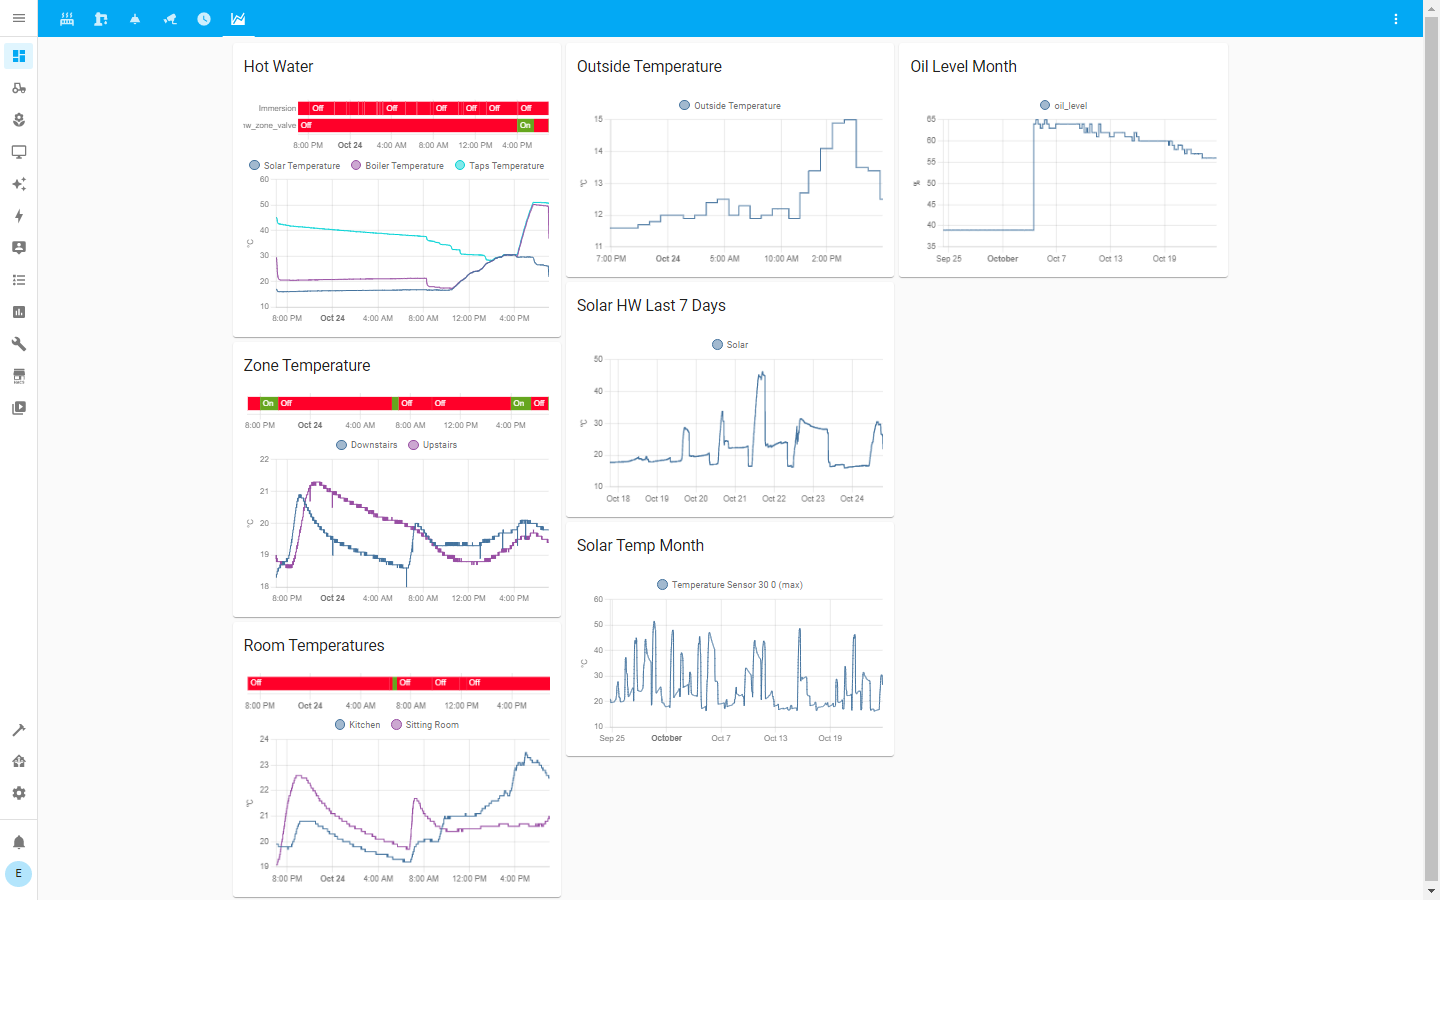 Hot Water
Immersion
Off Off Off Off Off Off
nw_zone_valve
Off On
8:00 PM Oct 24 4:00 AM 8:00 AM 12:00 PM 4:00 PM
Solar Temperature Boiler Temperature Taps Temperature
60
50
40
°C
30
20
10
8:00 PM Oct 24 4:00 AM 8:00 AM 12:00 PM 4:00 PM
Zone Temperature
On Off Off Off On Off
8:00 PM Oct 24 4:00 AM 8:00 AM 12:00 PM 4:00 PM
Downstairs Upstairs
22
21
°C
20
19
18
8:00 PM Oct 24 4:00 AM 8:00 AM 12:00 PM 4:00 PM
Room Temperatures
Off Off Off Off
8:00 PM Oct 24 4:00 AM 8:00 AM 12:00 PM 4:00 PM
Kitchen Sitting Room
24
23
22
°C
21
20
19
8:00 PM Oct 24 4:00 AM 8:00 AM 12:00 PM 4:00 PM
Outside Temperature
Outside Temperature
15
14
°C
13
12
11
7:00 PM Oct 24 5:00 AM 10:00 AM 2:00 PM
Solar HW Last 7 Days
Solar
50
40
°C
30
20
10
Oct 18 Oct 19 Oct 20 Oct 21 Oct 22 Oct 23 Oct 24
Solar Temp Month
Temperature Sensor 30 0 (max)
60
50
40
°C
30
20
10
Sep 25 October Oct 7 Oct 13 Oct 19
Oil Level Month
oil_level
65
60
55
50
%
45
40
35
Sep 25 October Oct 7 Oct 13 Oct 19
E